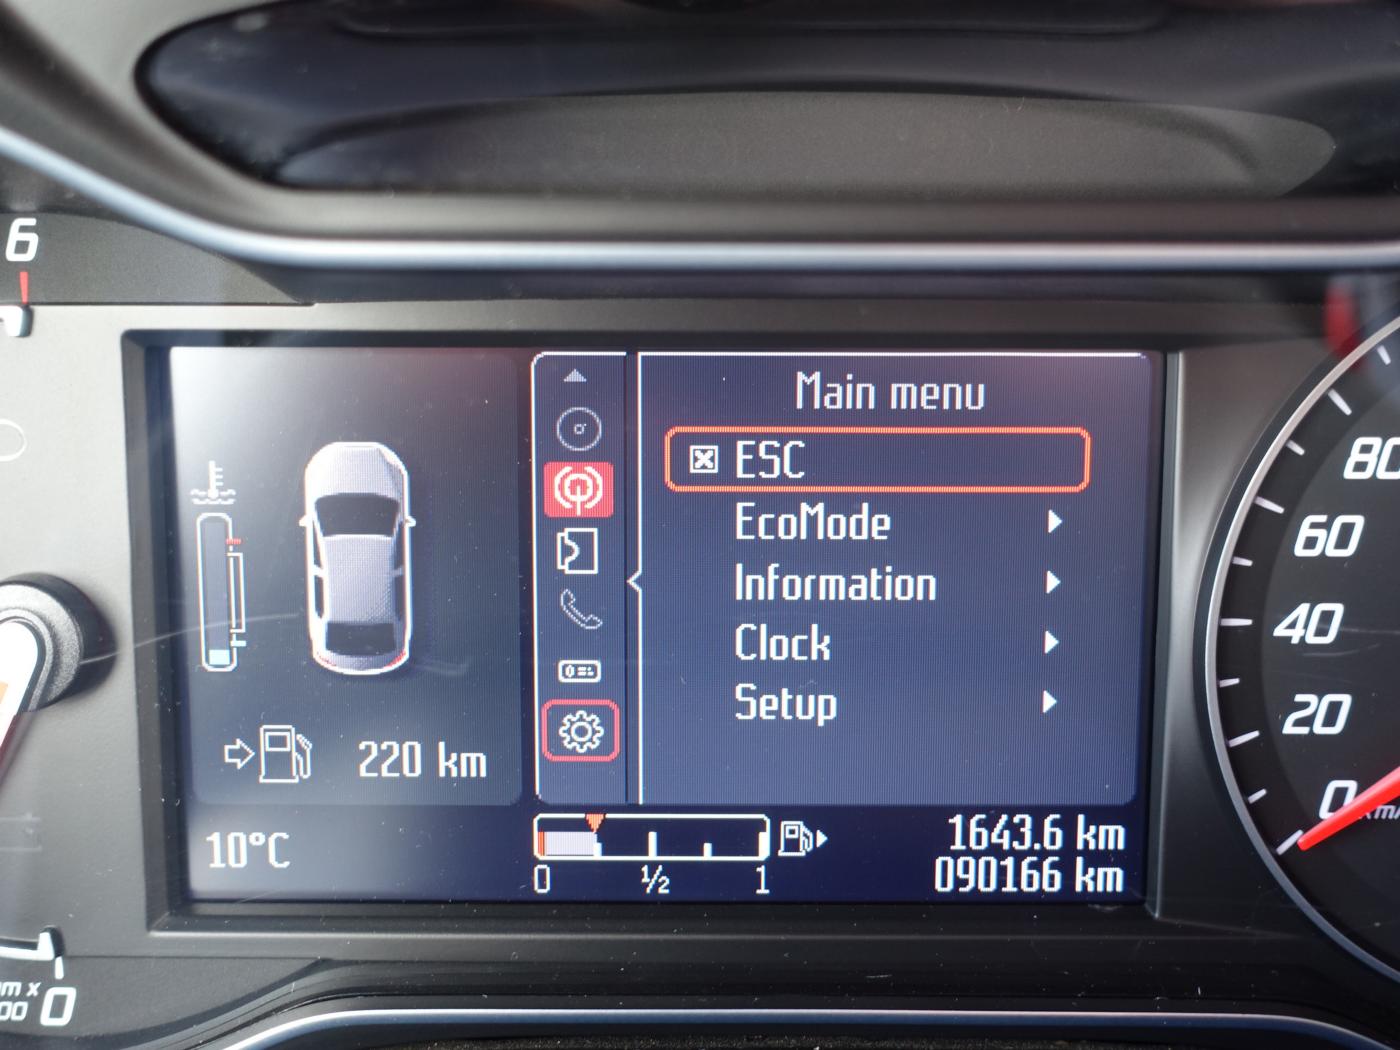 6
Main menu
ESC
EcoMode
Information
Clock
Setup
220 km
10°C
0 ½ 1
1643.6 km
090166 km
80
60
40
20
0
1
0